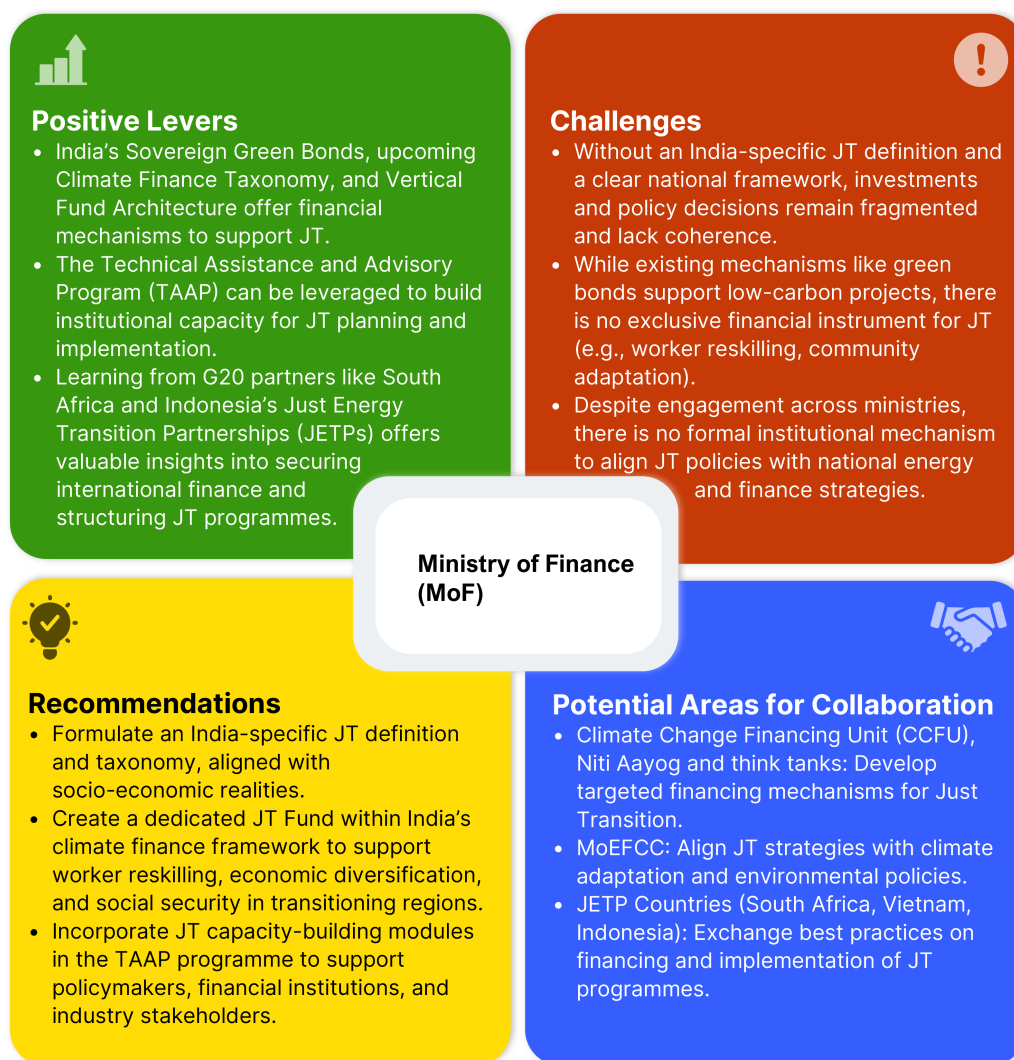 Positive Levers
• India's Sovereign Green Bonds, upcoming
Climate Finance Taxonomy, and Vertical
Fund Architecture offer financial
mechanisms to support JT.
• The Technical Assistance and Advisory
Program (TAAP) can be leveraged to build
institutional capacity for JT planning and
implementation.
• Learning from G20 partners like South
Africa and Indonesia's Just Energy
Transition Partnerships (JETPs) offers
valuable insights into securing
international finance and
structuring JT programmes.
Challenges
• Without an India-specific JT definition and
a clear national framework, investments
and policy decisions remain fragmented
and lack coherence.
• While existing mechanisms like green
bonds support low-carbon projects, there
is no exclusive financial instrument for JT
(e.g., worker reskilling, community
adaptation).
• Despite engagement across ministries,
there is no formal institutional mechanism
to align JT policies with national energy
and finance strategies.
Ministry of Finance
(MoF)
Recommendations
• Formulate an India-specific JT definition
and taxonomy, aligned with
socio-economic realities.
• Create a dedicated JT Fund within India's
climate finance framework to support
worker reskilling, economic diversification,
and social security in transitioning regions.
• Incorporate JT capacity-building modules
in the TAAP programme to support
policymakers, financial institutions, and
industry stakeholders.
Potential Areas for Collaboration
• Climate Change Financing Unit (CCFU),
Niti Aayog and think tanks: Develop
targeted financing mechanisms for Just
Transition.
• MoEFCC: Align JT strategies with climate
adaptation and environmental policies.
• JETP Countries (South Africa, Vietnam,
Indonesia): Exchange best practices on
financing and implementation of JT
programmes.